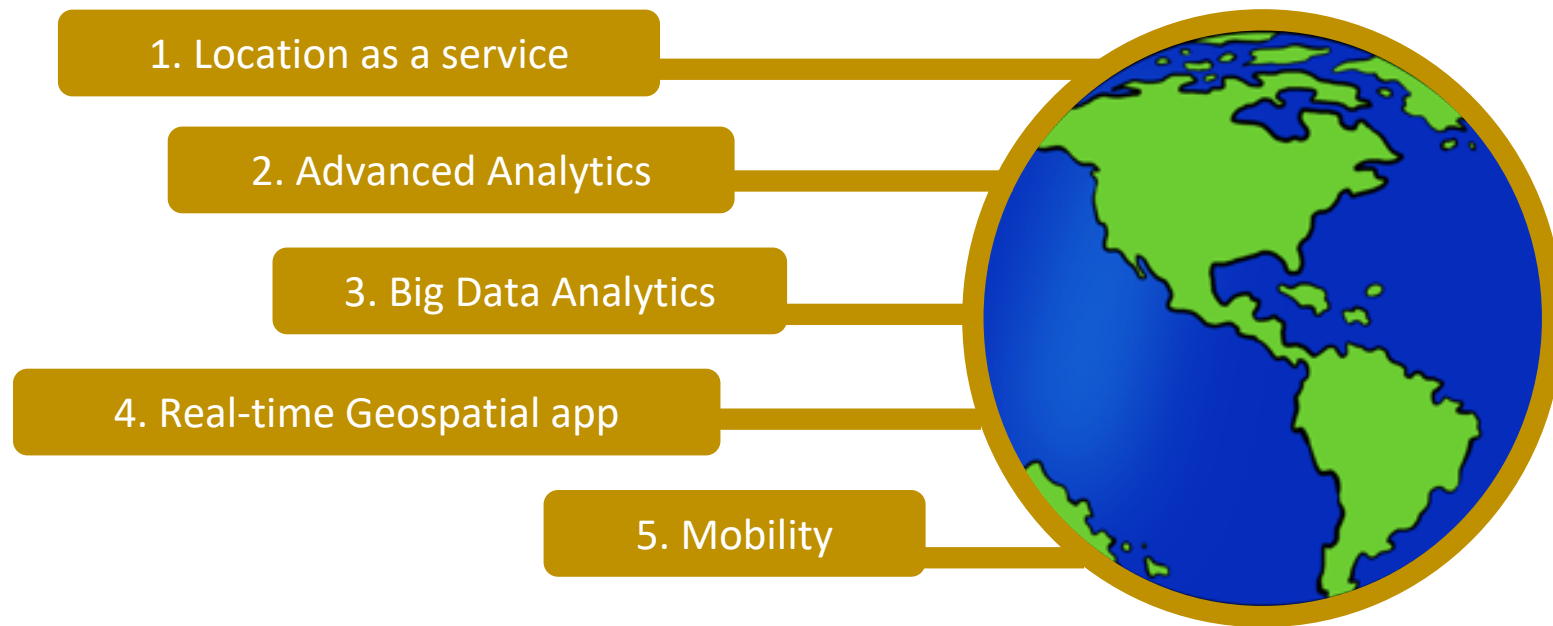 1. Location as a service
2. Advanced Analytics
3. Big Data Analytics
4. Real-time Geospatial app
5. Mobility